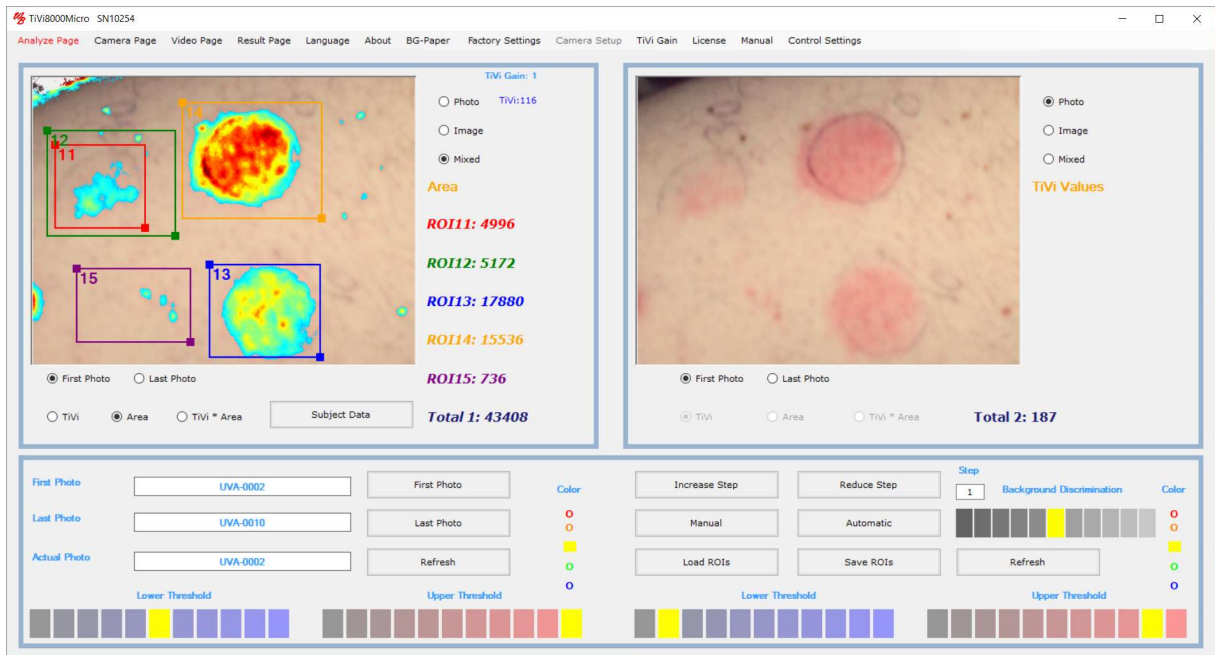 TiVi8000Micro SN10254
Analyze Page Camera Page Video Page Result Page Language About BG-Paper Factory Settings Camera Setup TiVi Gain License Manual Control Settings
TiVi Gain: 1
Photo TiVi:116
Image
Mixed
Area
ROI11: 4996
ROI12: 5172
ROI13: 17880
ROI14: 15536
ROI15: 736
14
12
11
13
15
First Photo Last Photo
TiVi Area TiVi * Area Subject Data Total 1: 43408
Photo
Image
Mixed
TiVi Values
First Photo Last Photo
TiVi Area TiVi * Area Total 2: 187
First Photo UVA-0002 First Photo
Last Photo UVA-0010 Last Photo
Actual Photo UVA-0002 Refresh
Color
Lower Threshold Upper Threshold
Increase Step Reduce Step
Step
1 Background Discrimination Color
Manual Automatic
Load ROIs Save ROIs Refresh
Lower Threshold Upper Threshold